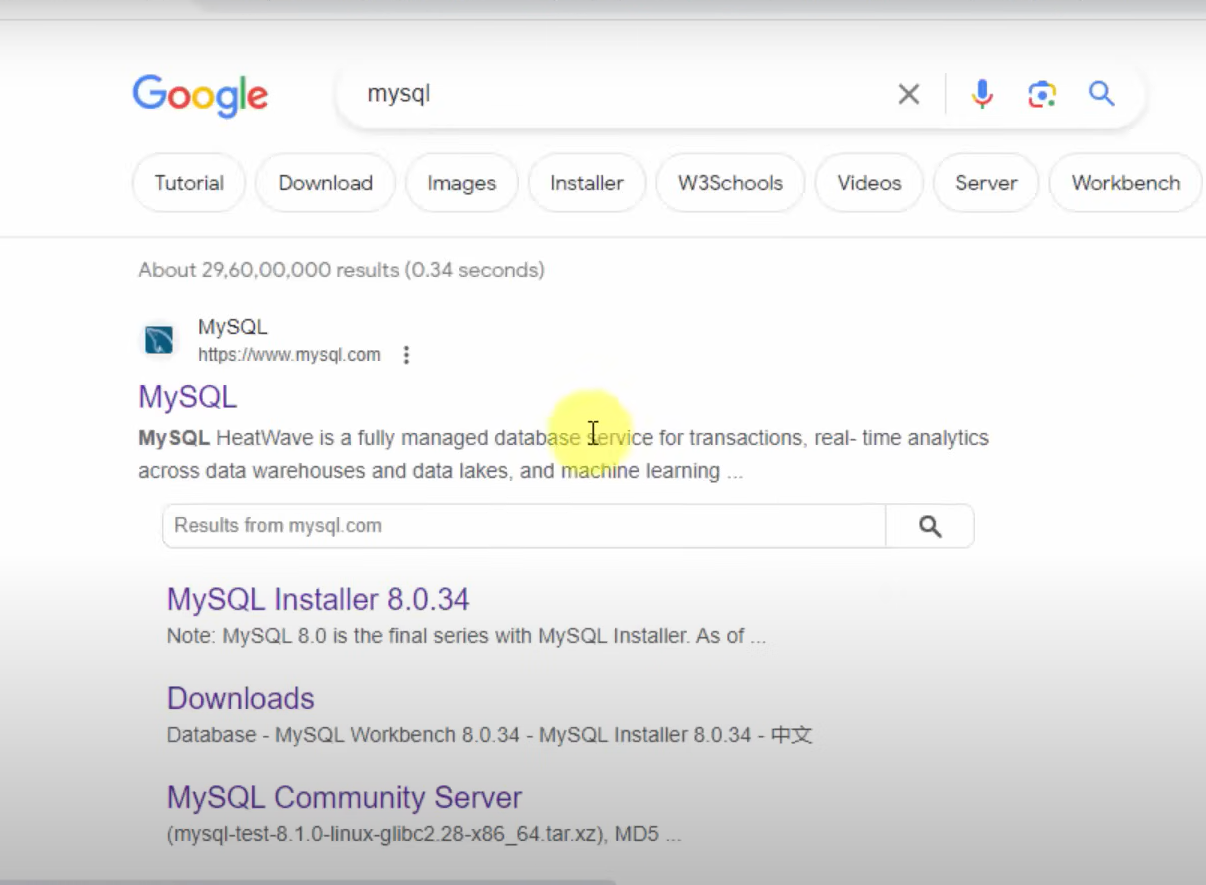 Google
mysql
Tutorial
Download
Images
Installer
W3Schools
Videos
Server
Workbench
About 29,60,00,000 results (0.34 seconds)
MySQL
https://www.mysql.com
MySQL
MySQL HeatWave is a fully managed database service for transactions, real- time analytics
across data warehouses and data lakes, and machine learning ...
Results from mysql.com
MySQL Installer 8.0.34
Note: MySQL 8.0 is the final series with MySQL Installer. As of ...
Downloads
Database - MySQL Workbench 8.0.34 - MySQL Installer 8.0.34 - 中文
MySQL Community Server
(mysql-test-8.1.0-linux-glibc2.28-x86_64.tar.xz), MD5 ...